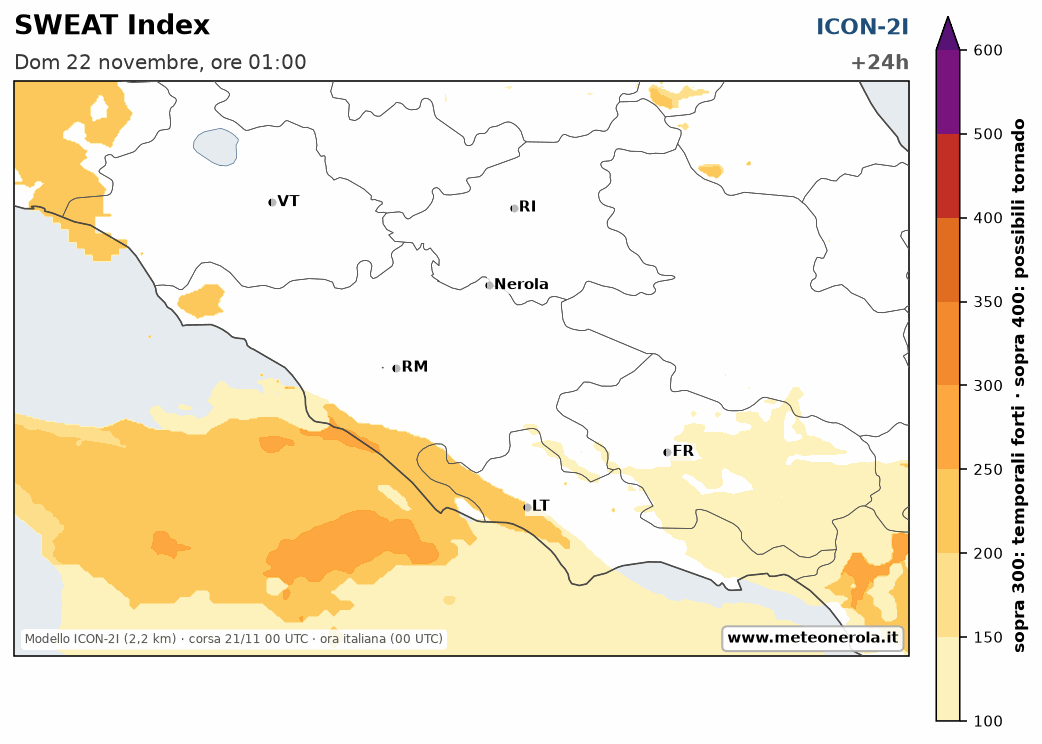 SWEAT Index
ICON-2I
Dom 22 novembre, ore 01:00
+24h
VT
RI
Nerola
RM
FR
LT
Modello ICON-2I (2,2 km) · corsa 21/11 00 UTC · ora italiana (00 UTC)
www.meteonerola.it
600
500
400
350
300
250
200
150
100
sopra 300: temporali forti · sopra 400: possibili tornado